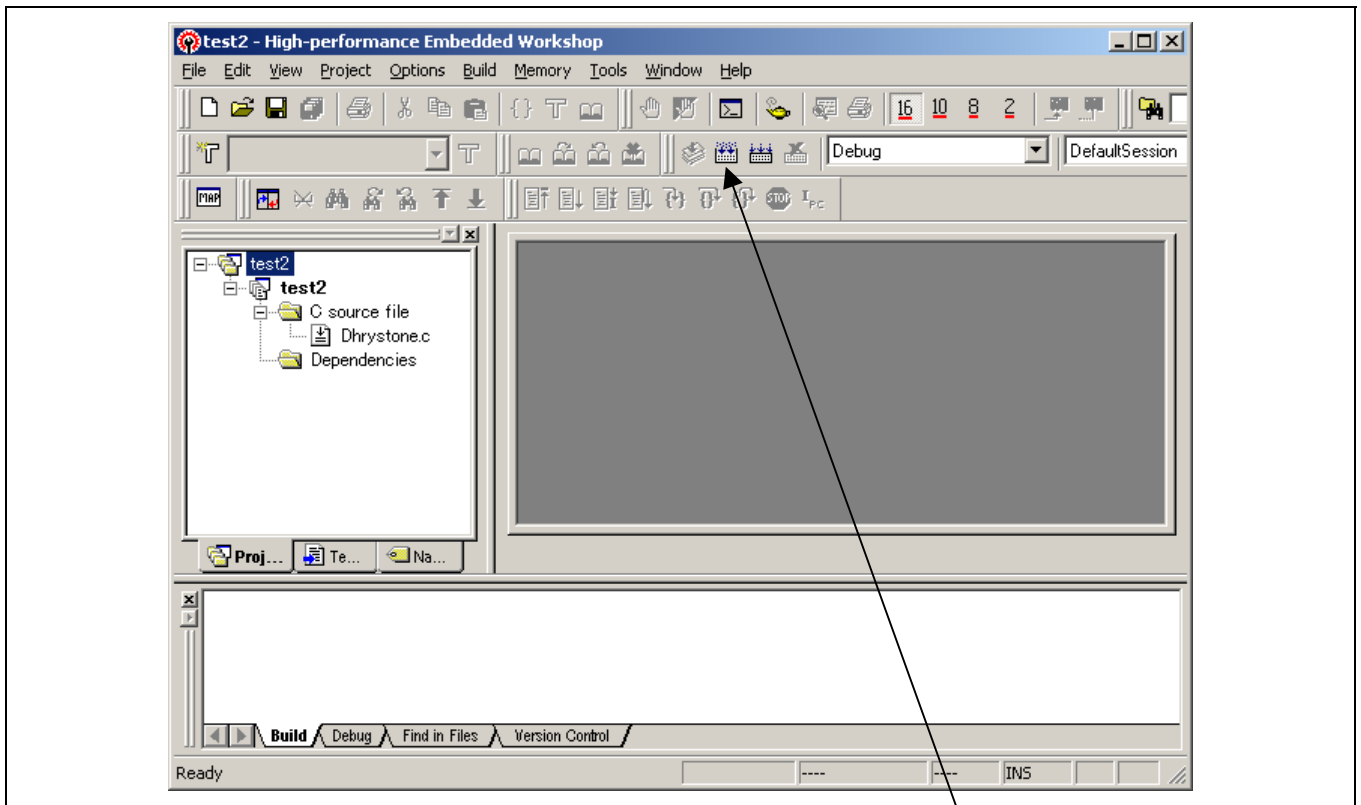 test2 - High-performance Embedded Workshop
File Edit View Project Options Build Memory Tools Window Help
16 10 8 2
Debug DefaultSession
MAP STOP IPC
test2
test2
C source file
Dhrystone.c
Dependencies
Proj... Te... Na...
Build Debug Find in Files Version Control
Ready ---- ---- INS